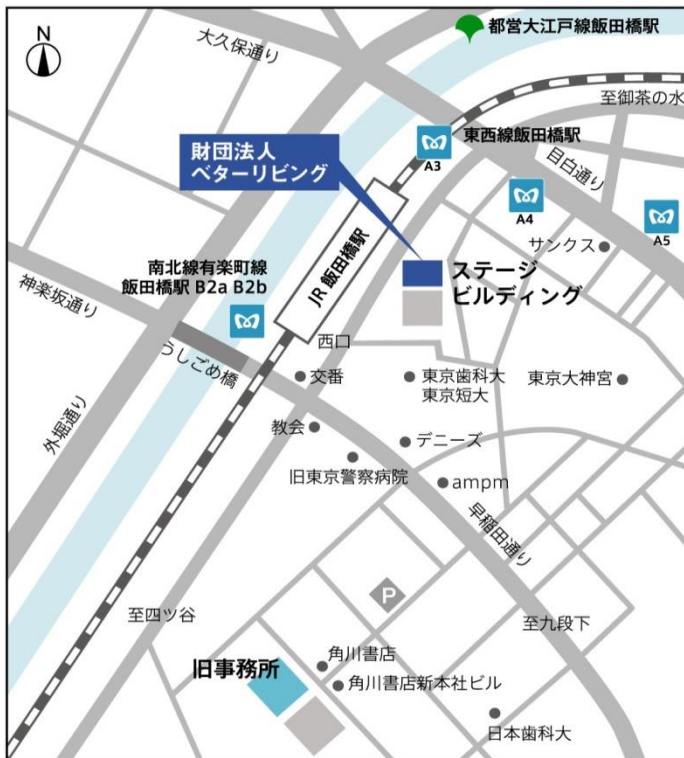 N
大久保通り
都営大江戸線飯田橋駅
至御茶の水
東西線飯田橋駅
A3
財団法人
ベターリビング
目白通り
A4
A5
サンクス
JR 飯田橋駅
ステージ
ビルディング
南北線有楽町線
飯田橋駅 B2a B2b
神楽坂通り
西口
うしごめ橋
交番
東京歯科大
東京短大
東京大神宮
外堀通り
教会
デニーズ
旧東京警察病院
ampm
早稲田通り
P
至四ツ谷
至九段下
旧事務所
角川書店
角川書店新本社ビル
日本歯科大